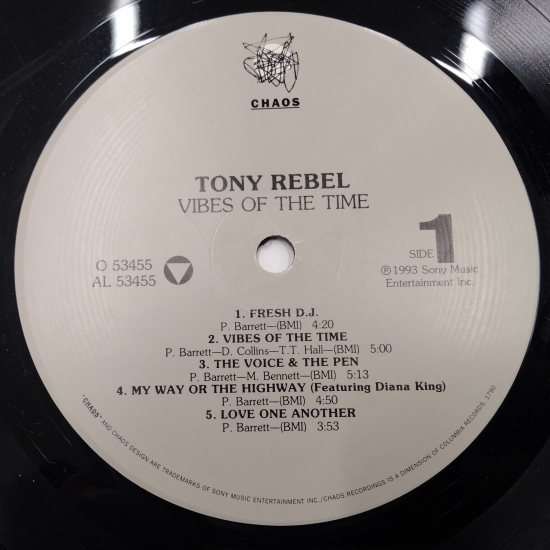 CHAOS
TONY REBEL
VIBES OF THE TIME
O 53455
AL 53455
SIDE 1
℗ 1993 Sony Music
Entertainment Inc.
1. FRESH D.J.
P. Barrett—(BMI) 4:20
2. VIBES OF THE TIME
P. Barrett—D. Collins—T.T. Hall—(BMI) 5:00
3. THE VOICE & THE PEN
P. Barrett—M. Bennett—(BMI) 5:13
4. MY WAY OR THE HIGHWAY (Featuring Diana King)
P. Barrett—(BMI) 4:50
5. LOVE ONE ANOTHER
P. Barrett—(BMI) 3:53
"CHAOS" AND CHAOS DESIGN ARE TRADEMARKS OF SONY MUSIC ENTERTAINMENT INC./CHAOS RECORDINGS IS A DIMENSION OF COLUMBIA RECORDS. 1790